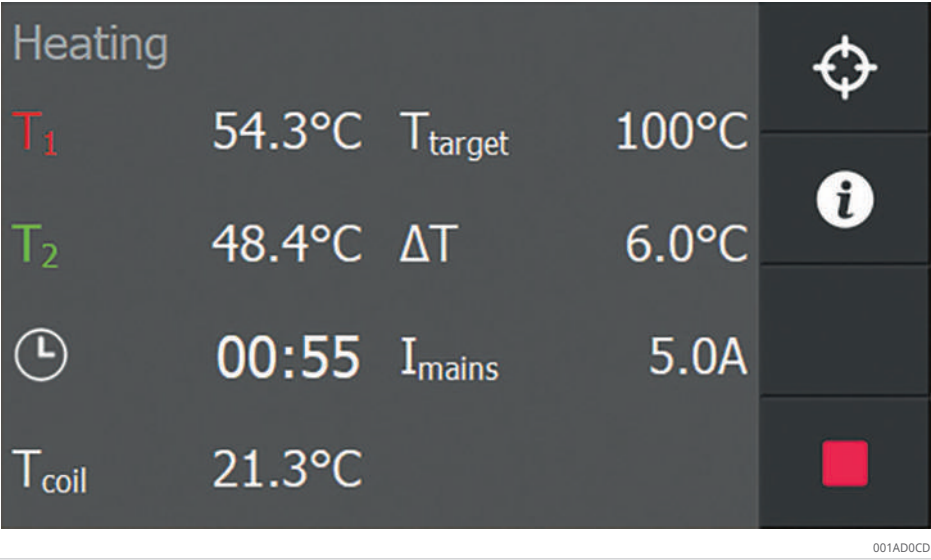 Heating
T1 54.3°C Ttarget 100°C
T2 48.4°C ΔT 6.0°C
00:55 Imains 5.0A
Tcoil 21.3°C
i
001AD0CD